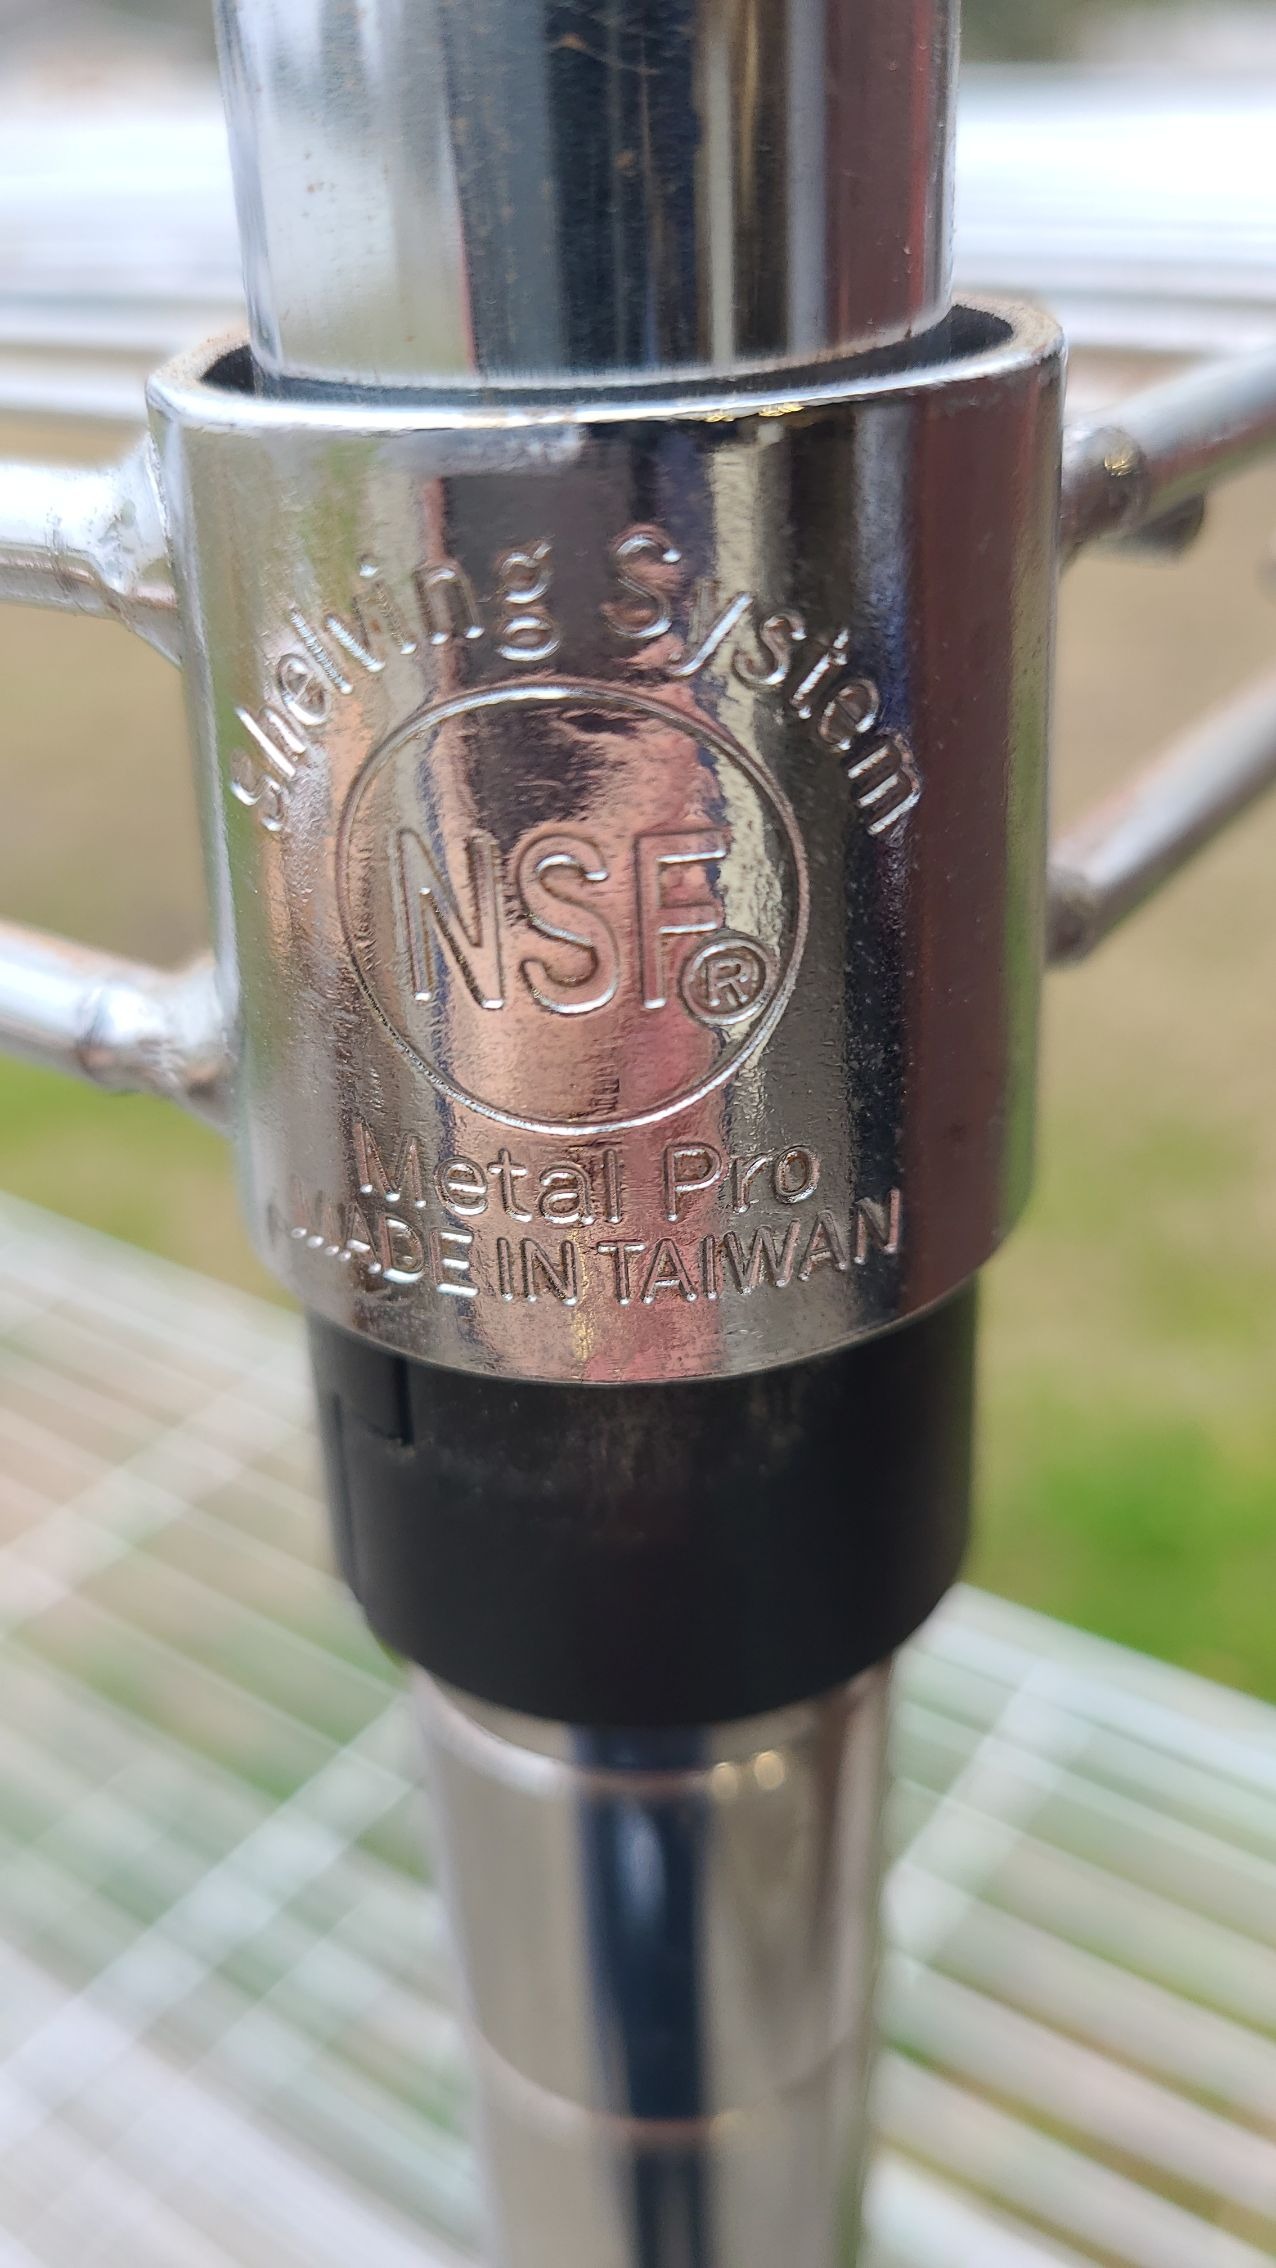 Shelving System
NSF®
Metal Pro
MADE IN TAIWAN